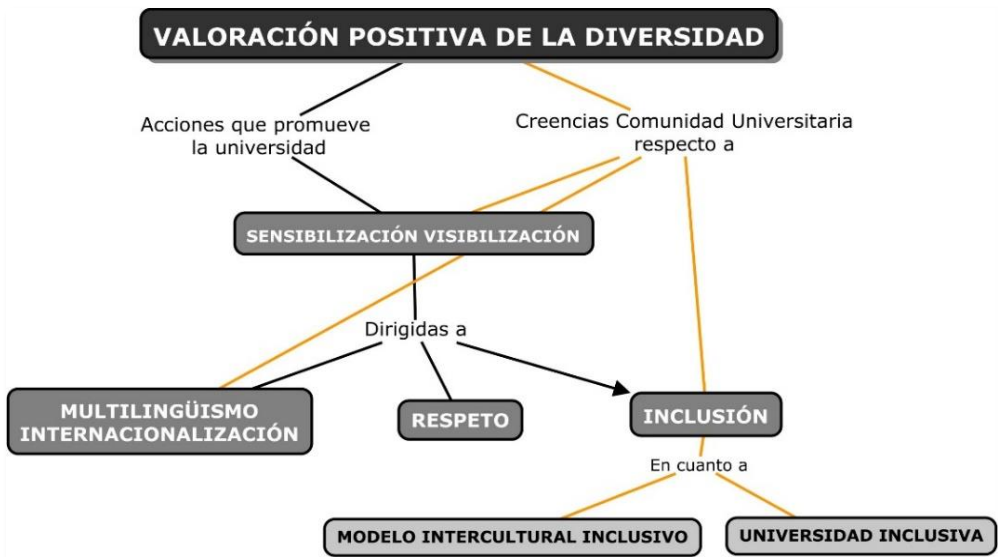 VALORACIÓN POSITIVA DE LA DIVERSIDAD
Acciones que promueve
la universidad
Creencias Comunidad Universitaria
respecto a
SENSIBILIZACIÓN VISIBILIZACIÓN
Dirigidas a
MULTILINGÜISMO
INTERNACIONALIZACIÓN
RESPETO
INCLUSIÓN
En cuanto a
MODELO INTERCULTURAL INCLUSIVO
UNIVERSIDAD INCLUSIVA